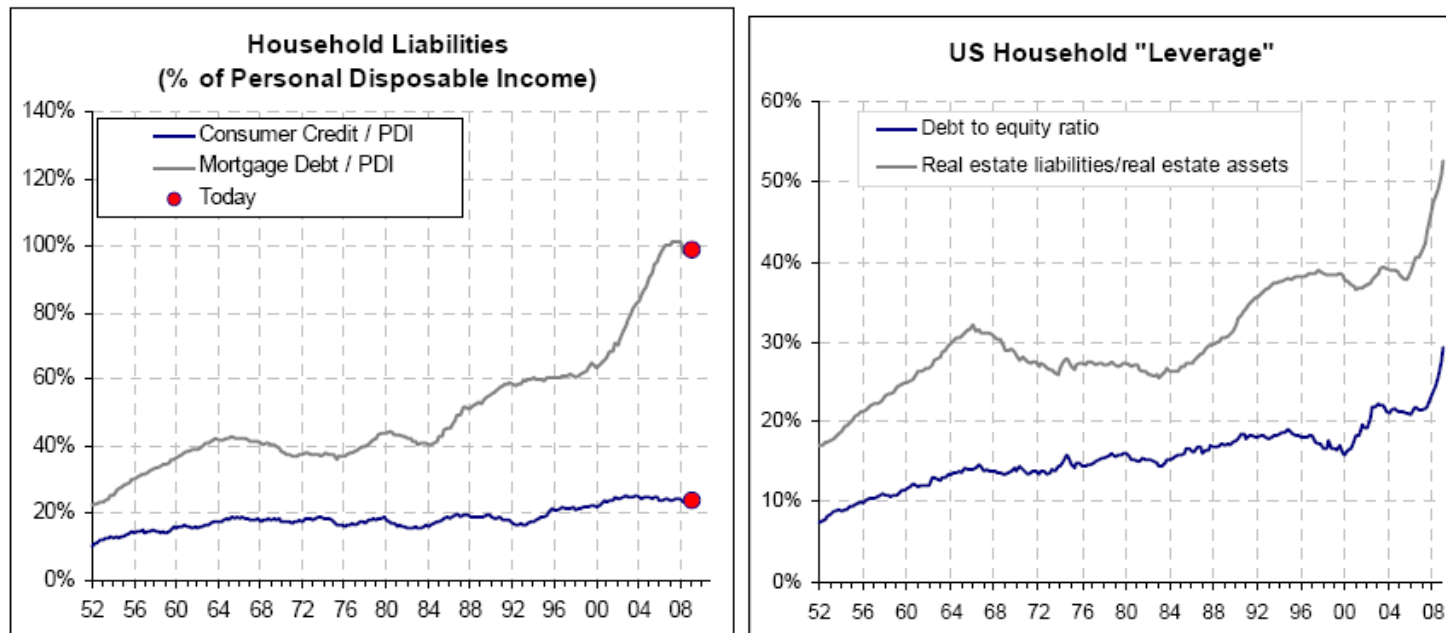 Household Liabilities
(% of Personal Disposable Income)
140%
120%
100%
80%
60%
40%
20%
0%
Consumer Credit / PDI
Mortgage Debt / PDI
Today
52 56 60 64 68 72 76 80 84 88 92 96 00 04 08
US Household "Leverage"
60%
50%
40%
30%
20%
10%
0%
Debt to equity ratio
Real estate liabilities/real estate assets
52 56 60 64 68 72 76 80 84 88 92 96 00 04 08